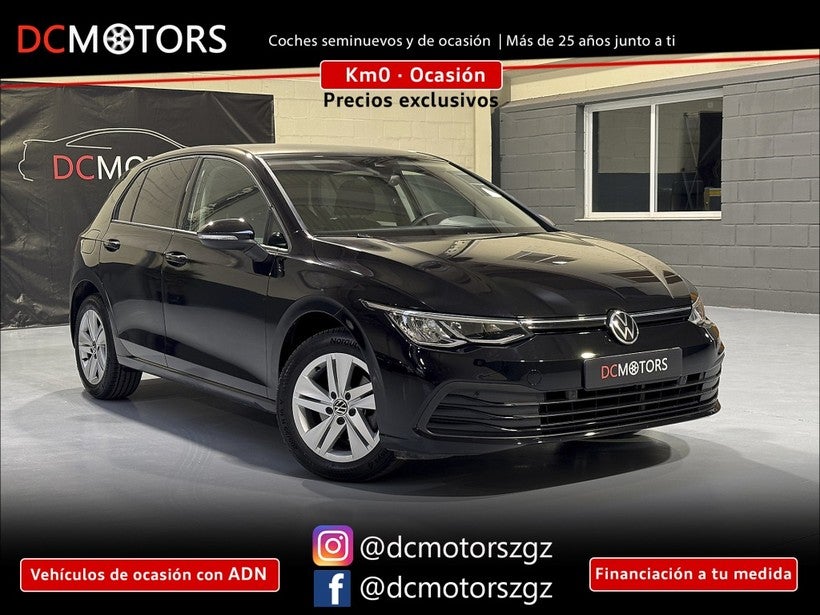 DCMOTORS
Coches seminuevos y de ocasión | Más de 25 años junto a ti
Km0 · Ocasión
Precios exclusivos
DCMOTOR
DCMOTORS
@dcmotorszgz
@dcmotorszgz
Vehículos de ocasión con ADN
Financiación a tu medida